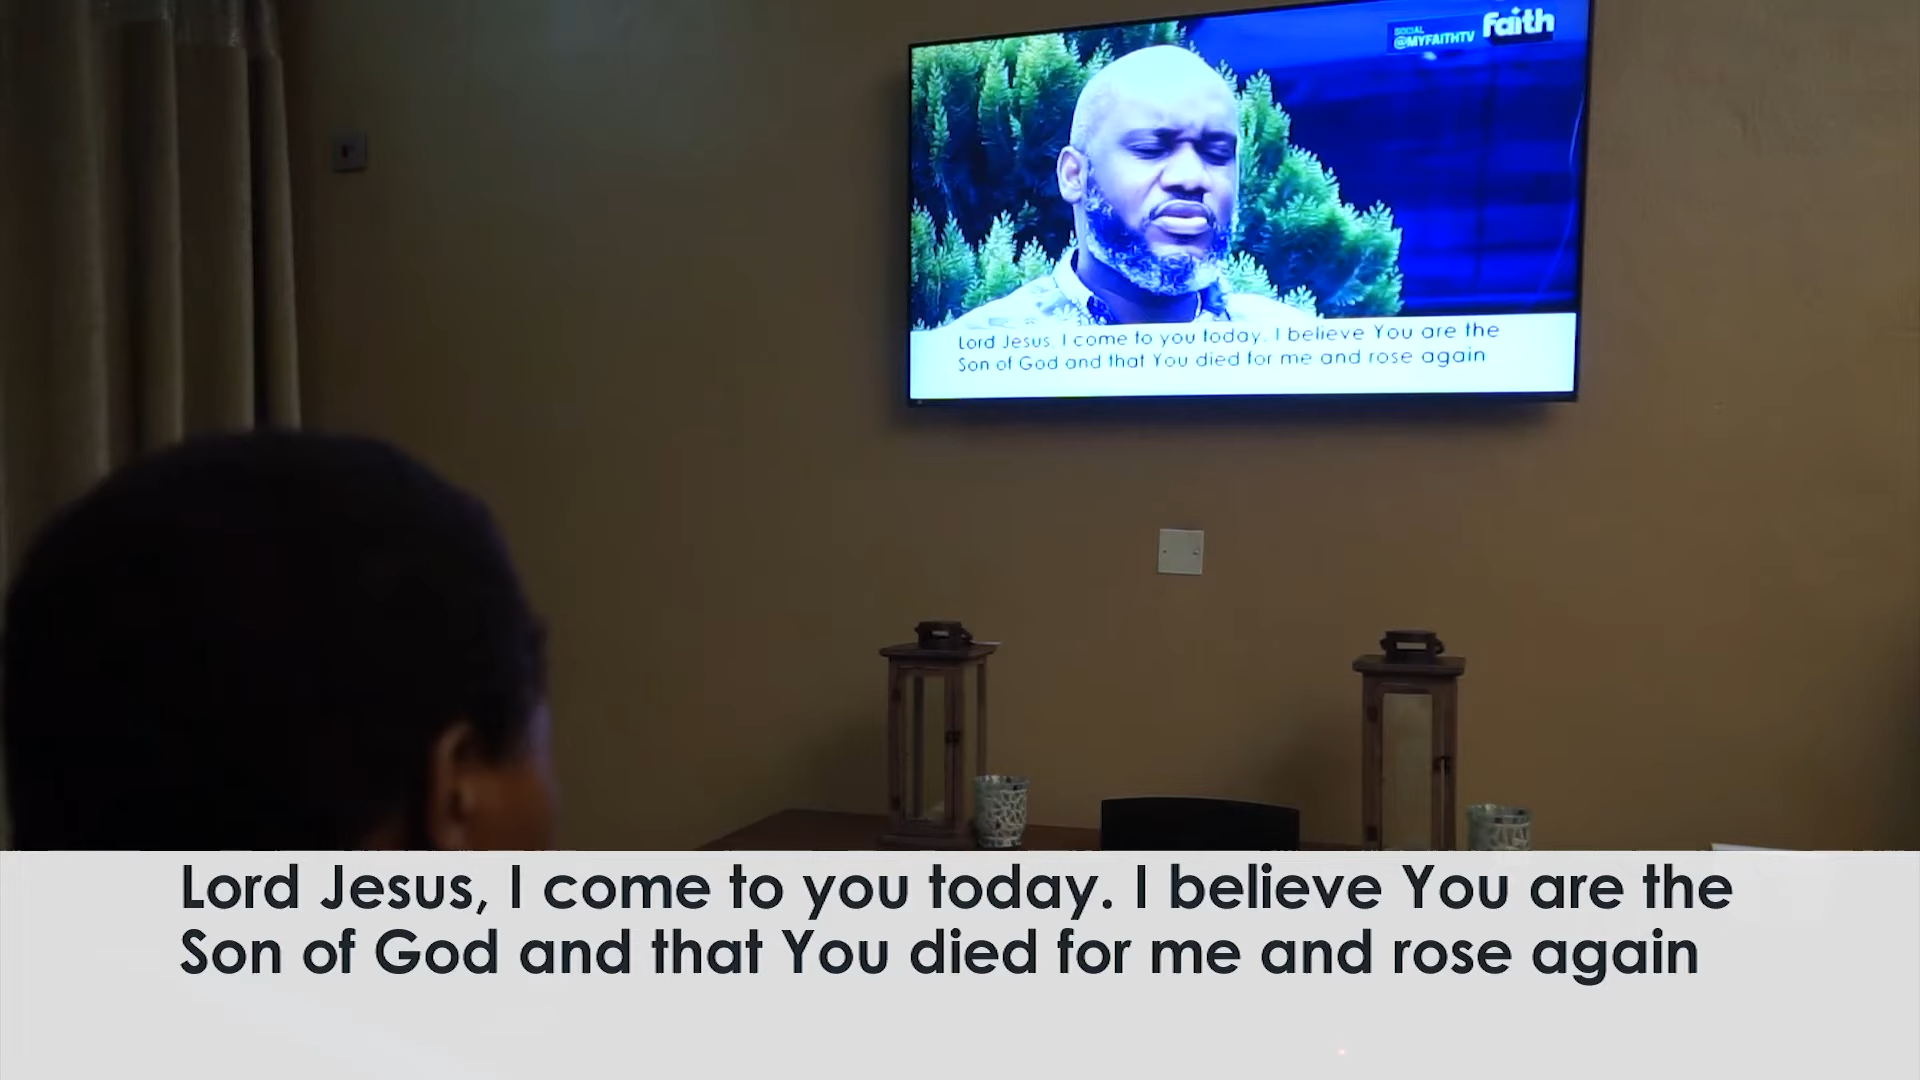 faith
SOCIAL
@MYFAITHTV
Lord Jesus, I come to you today. I believe You are the
Son of God and that You died for me and rose again
Lord Jesus, I come to you today. I believe You are the
Son of God and that You died for me and rose again